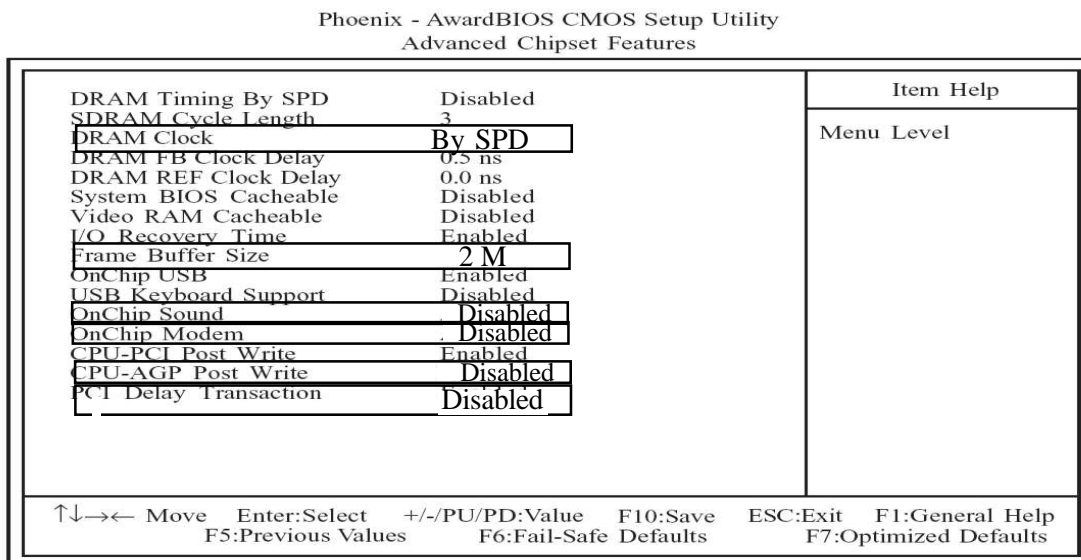 Phoenix - AwardBIOS CMOS Setup Utility
Advanced Chipset Features
Item Help
DRAM Timing By SPD Disabled
SDRAM Cycle Length 3
Menu Level
DRAM Clock By SPD
DRAM FB Clock Delay 0.5 ns
DRAM REF Clock Delay 0.0 ns
System BIOS Cacheable Disabled
Video RAM Cacheable Disabled
I/O Recovery Time Enabled
Frame Buffer Size 2 M
OnChip USB Enabled
USB Keyboard Support Disabled
OnChip Sound Disabled
OnChip Modem Disabled
CPU-PCI Post Write Enabled
CPU-AGP Post Write Disabled
PCI Delay Transaction Disabled
↑↓→← Move Enter:Select +/-/PU/PD:Value F10:Save ESC:Exit F1:General Help
F5:Previous Values F6:Fail-Safe Defaults F7:Optimized Defaults